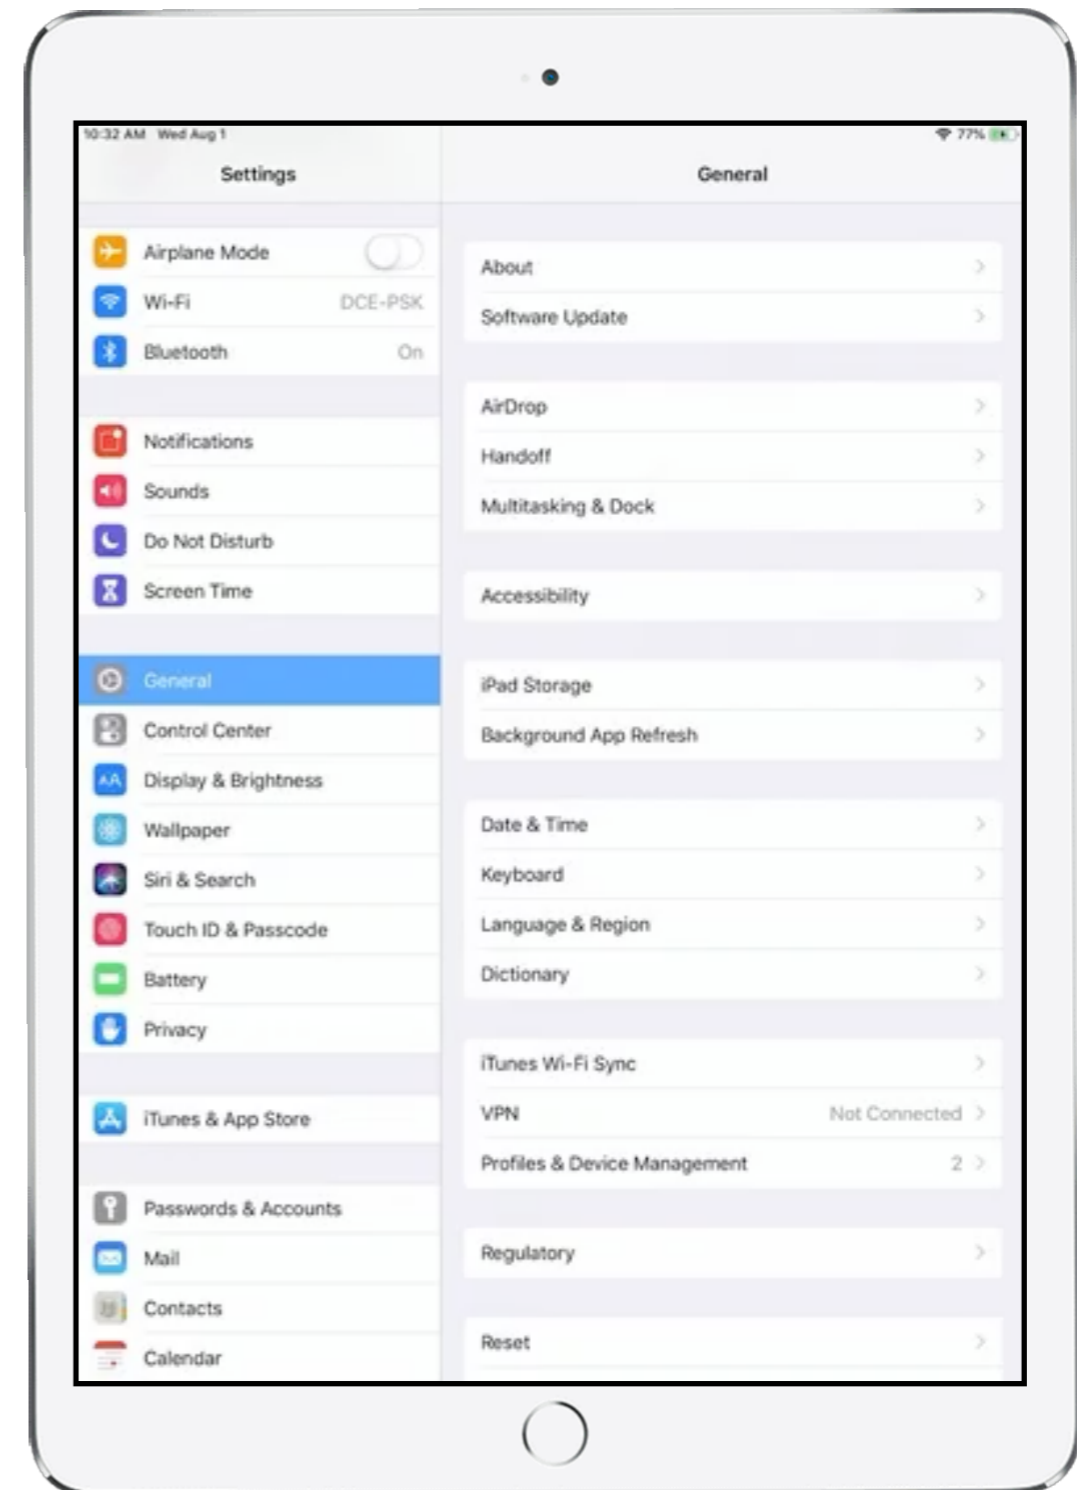 10:32 AM Wed Aug 1
77%
Settings
Airplane Mode
Wi-Fi DCE-PSK
Bluetooth On
Notifications
Sounds
Do Not Disturb
Screen Time
General
Control Center
AA Display & Brightness
Wallpaper
Siri & Search
Touch ID & Passcode
Battery
Privacy
iTunes & App Store
Passwords & Accounts
Mail
Contacts
Calendar
General
About
Software Update
AirDrop
Handoff
Multitasking & Dock
Accessibility
iPad Storage
Background App Refresh
Date & Time
Keyboard
Language & Region
Dictionary
iTunes Wi-Fi Sync
VPN Not Connected
Profiles & Device Management 2
Regulatory
Reset